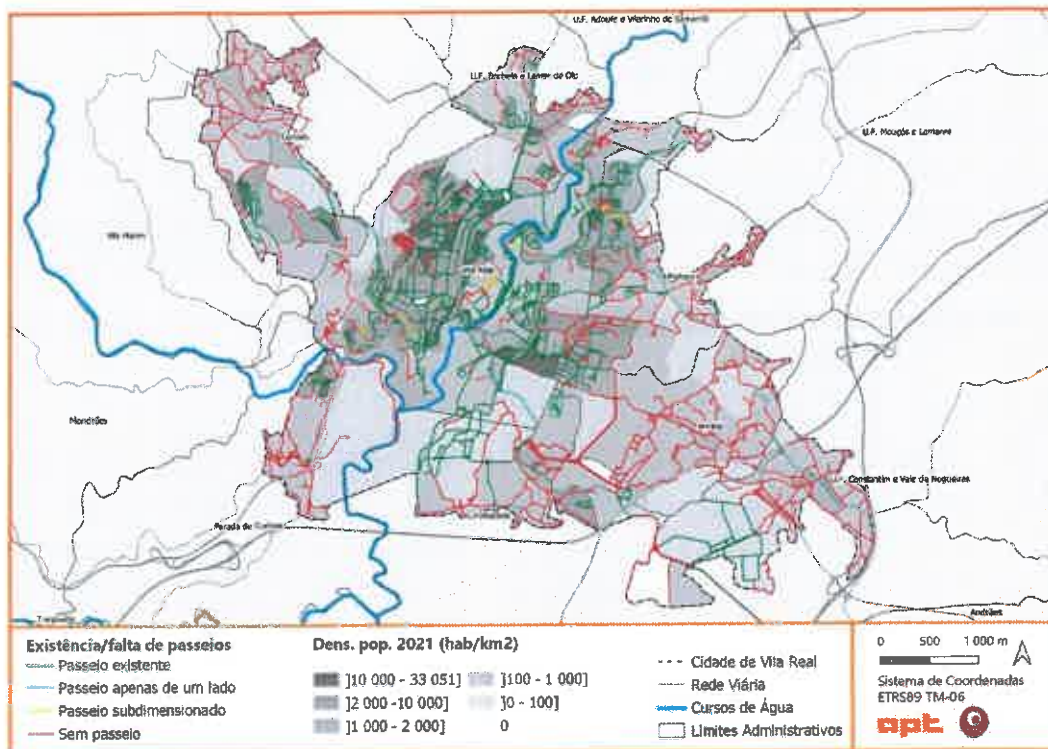 U.F. Adoufe e Vilarinho de
U.F. Borbela e Lamas de Olo
U.F. Mouçós e Lamares
Vila Marim
Vila Real
Mondrões
Constantim e Vale de Nogueiras
Parada de
Andrães
Existência/falta de passeios
Passeio existente
Passeio apenas de um lado
Passeio subdimensionado
Sem passeio
Dens. pop. 2021 (hab/km2)
]10 000 - 33 051]
]2 000 -10 000]
]1 000 - 2 000]
]100 - 1 000]
]0 - 100]
0
Cidade de Vila Real
Rede Viária
Cursos de Água
Limites Administrativos
0 500 1 000 m
Sistema de Coordenadas
ETRS89 TM-06
apt